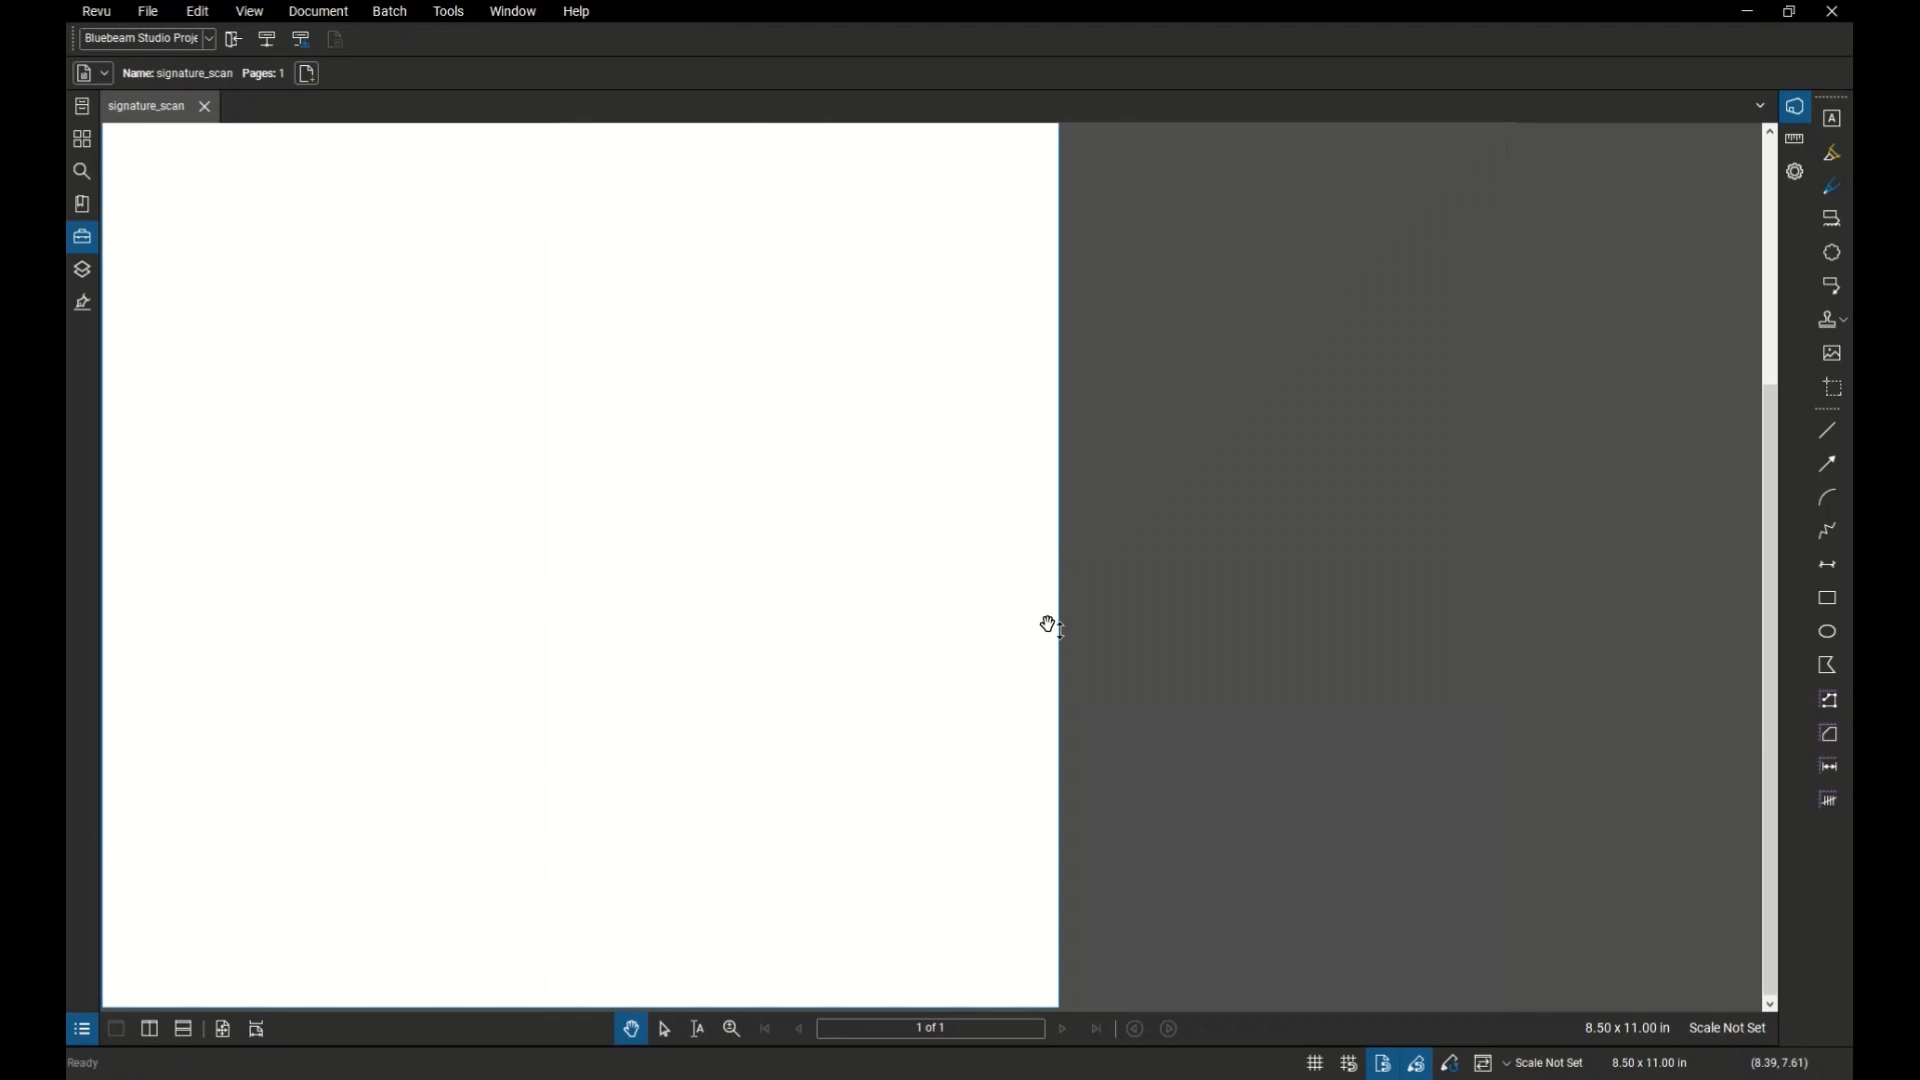 Revu File Edit View Document Batch Tools Window Help
Bluebeam Studio Proje
Name: signature_scan Pages: 1
signature_scan
1 of 1
8.50 x 11.00 in Scale Not Set
Ready
Scale Not Set 8.50 x 11.00 in (8.39, 7.61)